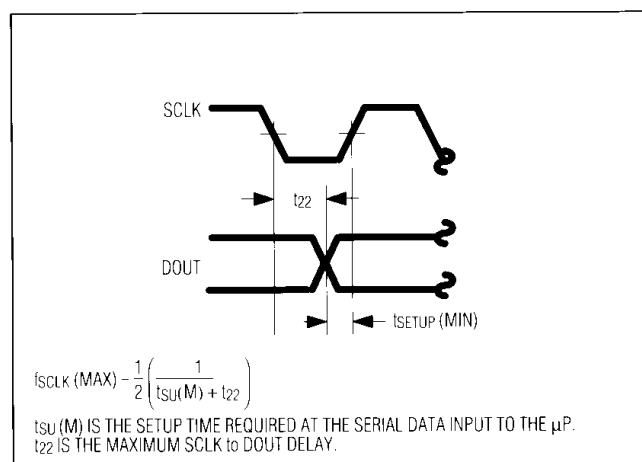 SCLK
t22
DOUT
tSETUP (MIN)
fSCLK (MAX) = 1/2 ( 1 / tSU(M) + t22 )
tSU (M) IS THE SETUP TIME REQUIRED AT THE SERIAL DATA INPUT TO THE µP.
t22 IS THE MAXIMUM SCLK to DOUT DELAY.